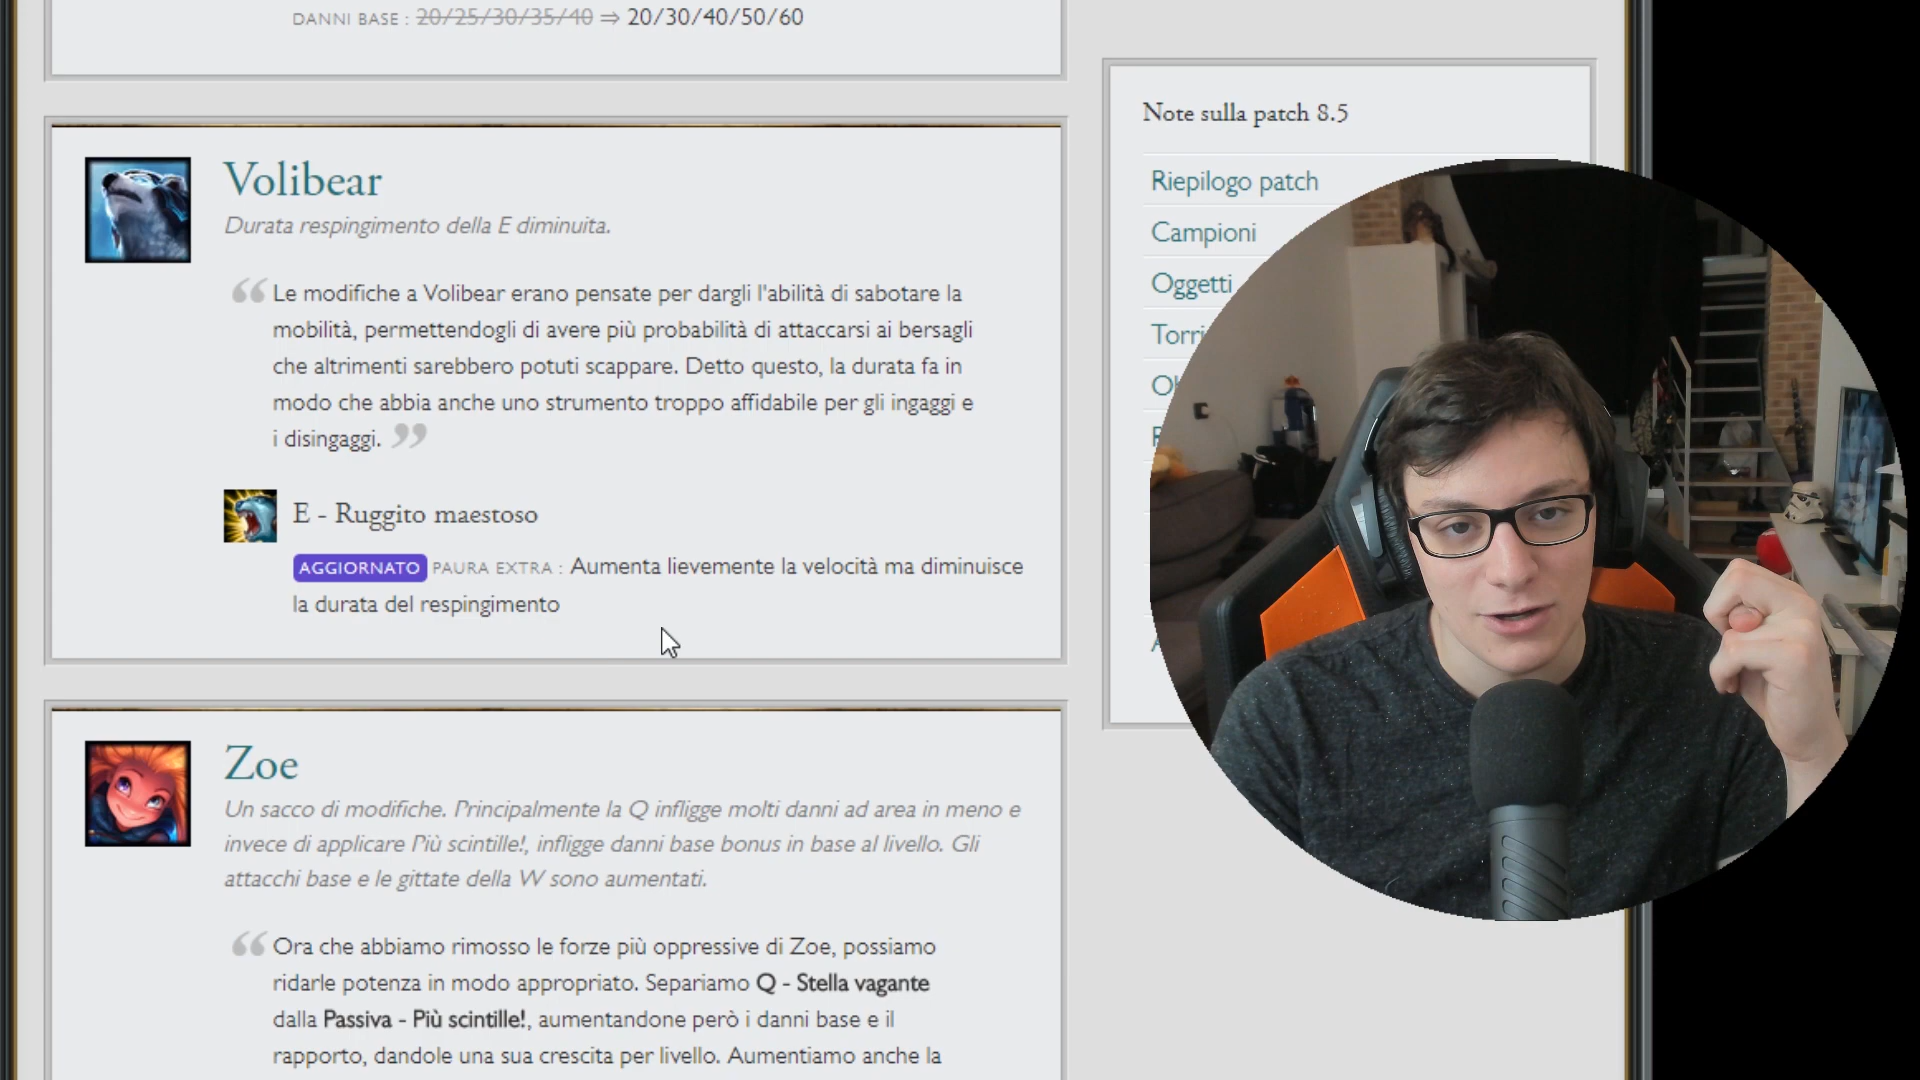 DANNI BASE : 20/25/30/35/40 ⇒ 20/30/40/50/60
Volibear
Durata respingimento della E diminuita.
“ Le modifiche a Volibear erano pensate per dargli l'abilità di sabotare la
mobilità, permettendogli di avere più probabilità di attaccarsi ai bersagli
che altrimenti sarebbero potuti scappare. Detto questo, la durata fa in
modo che abbia anche uno strumento troppo affidabile per gli ingaggi e
i disingaggi. ”
E - Ruggito maestoso
AGGIORNATO PAURA EXTRA : Aumenta lievemente la velocità ma diminuisce
la durata del respingimento
Zoe
Un sacco di modifiche. Principalmente la Q infligge molti danni ad area in meno e
invece di applicare Più scintille!, infligge danni base bonus in base al livello. Gli
attacchi base e le gittate della W sono aumentati.
“ Ora che abbiamo rimosso le forze più oppressive di Zoe, possiamo
ridarle potenza in modo appropriato. Separiamo Q - Stella vagante
dalla Passiva - Più scintille!, aumentandone però i danni base e il
rapporto, dandole una sua crescita per livello. Aumentiamo anche la
Note sulla patch 8.5
Riepilogo patch
Campioni
Oggetti
Torri